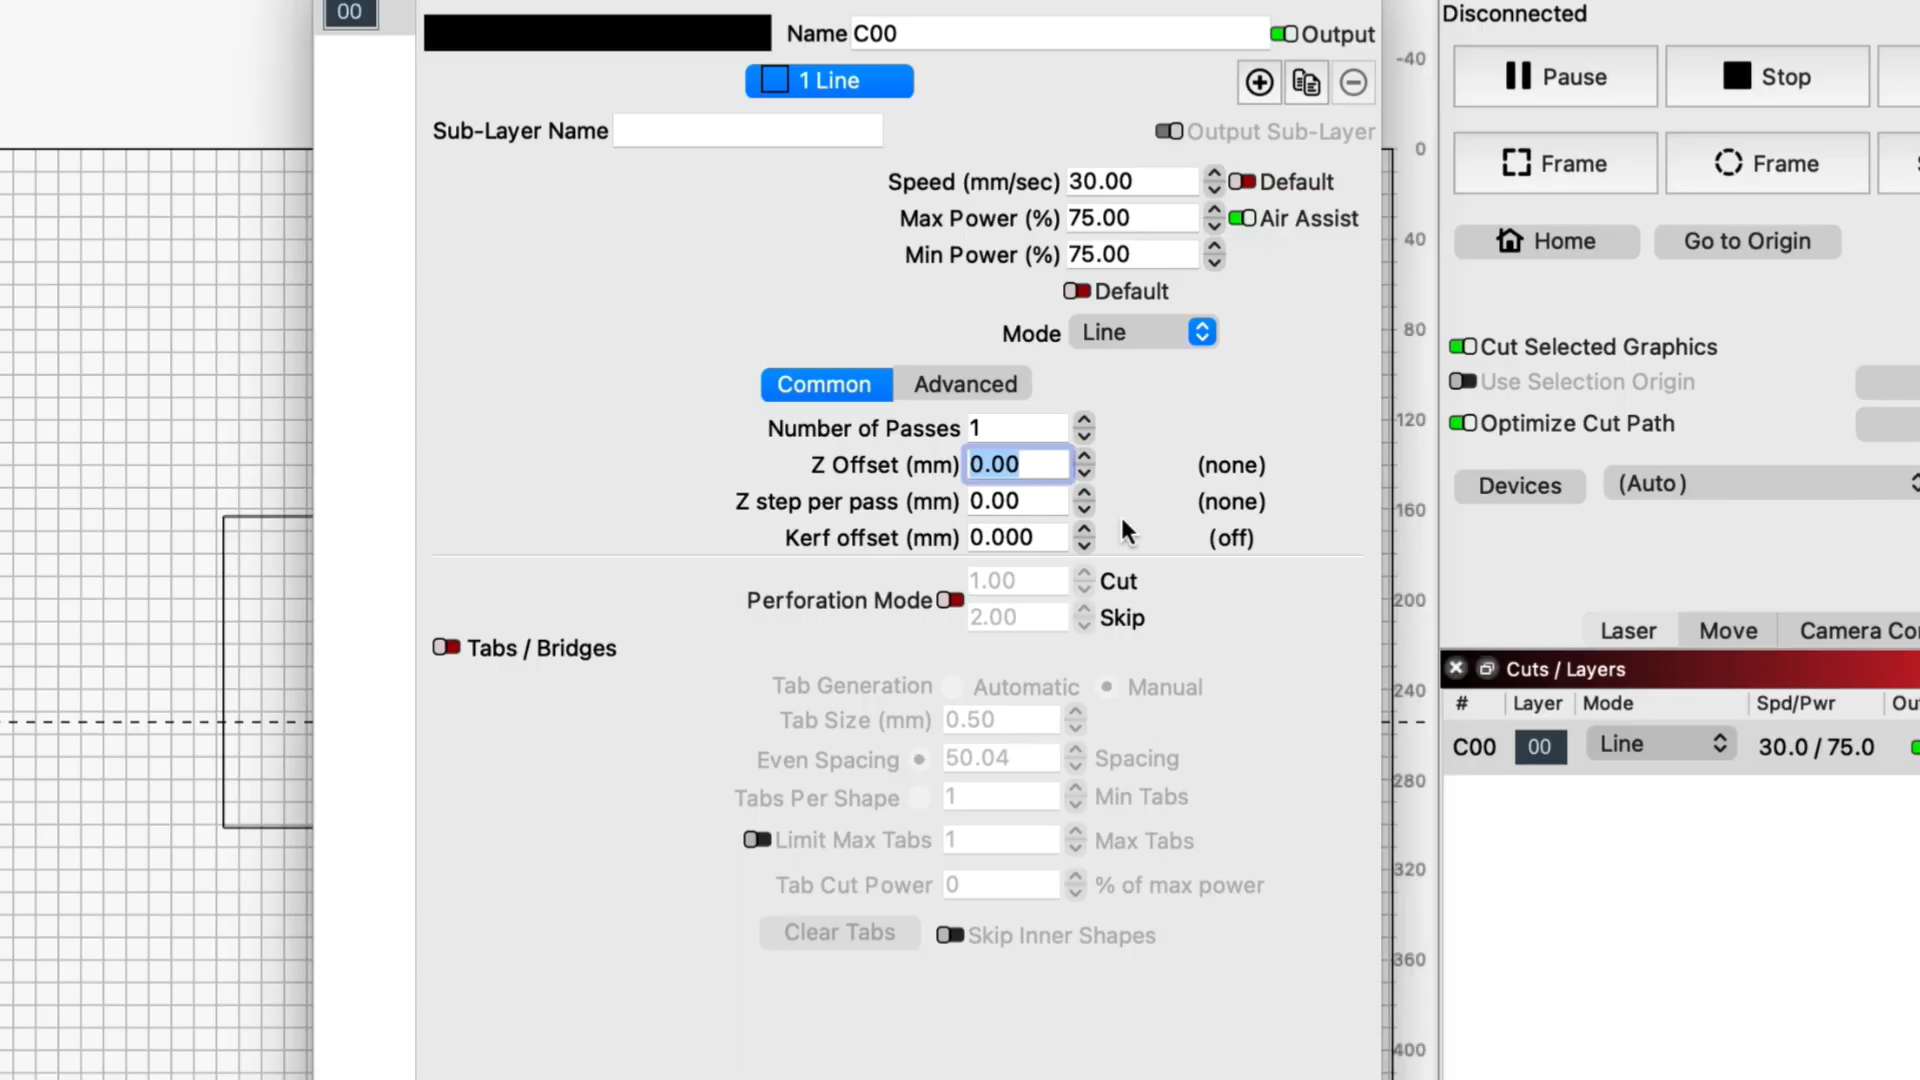 00
Name C00 Output
1 Line
Sub-Layer Name
Output Sub-Layer
Speed (mm/sec) 30.00 Default
Max Power (%) 75.00 Air Assist
Min Power (%) 75.00
Default
Mode Line
Common Advanced
Number of Passes 1
Z Offset (mm) 0.00 (none)
Z step per pass (mm) 0.00 (none)
Kerf offset (mm) 0.000 (off)
Perforation Mode 1.00 Cut
2.00 Skip
Tabs / Bridges
Tab Generation Automatic Manual
Tab Size (mm) 0.50
Even Spacing 50.04 Spacing
Tabs Per Shape 1 Min Tabs
Limit Max Tabs 1 Max Tabs
Tab Cut Power 0 % of max power
Clear Tabs Skip Inner Shapes
-40
0
40
80
120
160
200
240
280
320
360
400
Disconnected
Pause Stop
Frame Frame
Home Go to Origin
Cut Selected Graphics
Use Selection Origin
Optimize Cut Path
Devices (Auto)
Laser Move Camera Co
Cuts / Layers
# Layer Mode Spd/Pwr Ou
C00 00 Line 30.0 / 75.0